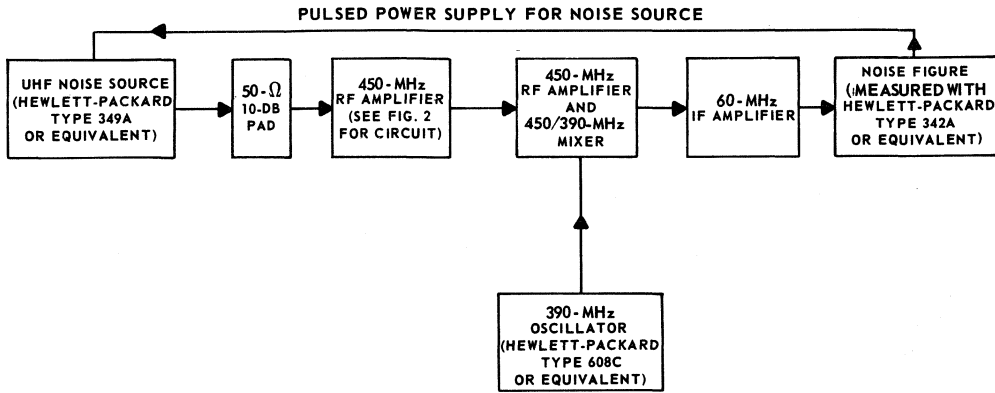 PULSED POWER SUPPLY FOR NOISE SOURCE
UHF NOISE SOURCE
(HEWLETT-PACKARD
TYPE 349A
OR EQUIVALENT)
50-Ω
10-DB
PAD
450-MHz
RF AMPLIFIER
(SEE FIG. 2
FOR CIRCUIT)
450-MHz
RF AMPLIFIER
AND
450/390-MHz
MIXER
60-MHz
IF AMPLIFIER
NOISE FIGURE
(MEASURED WITH
HEWLETT-PACKARD
TYPE 342A
OR EQUIVALENT)
390-MHz
OSCILLATOR
(HEWLETT-PACKARD
TYPE 608C
OR EQUIVALENT)